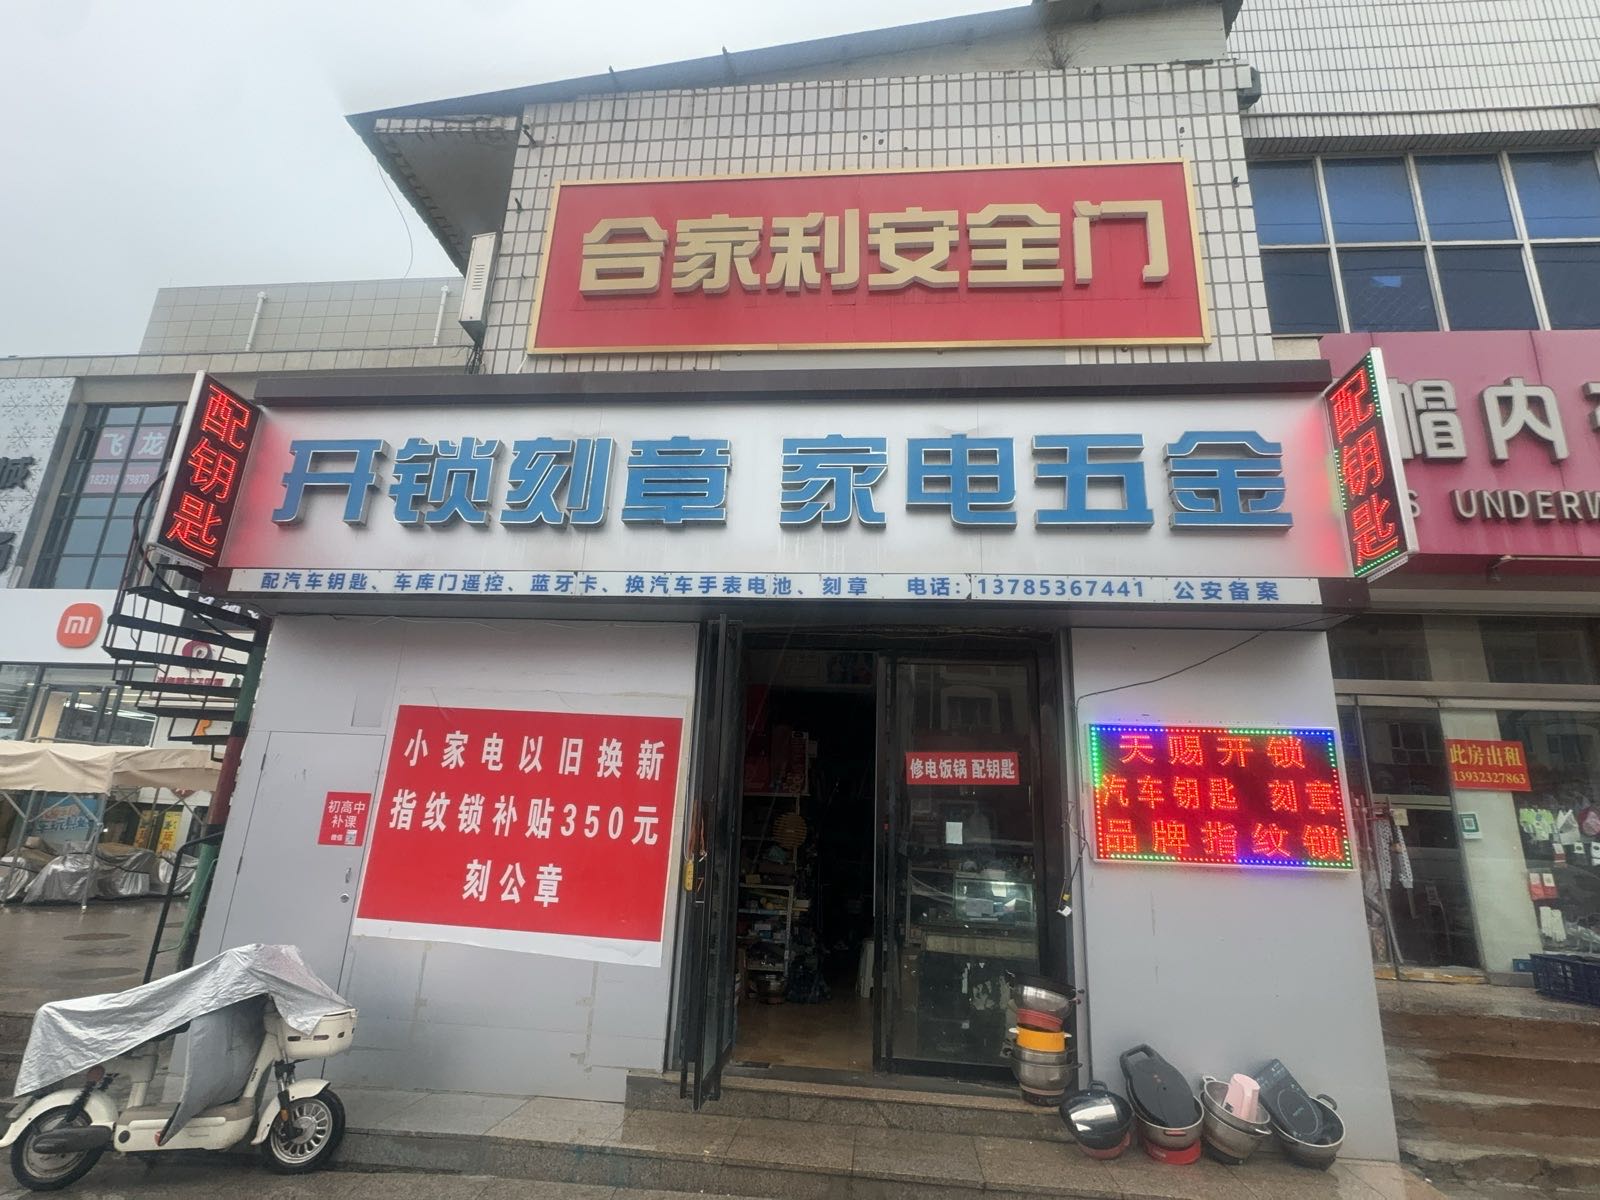 合家利安全门
配钥匙
开锁刻章 家电五金
配钥匙
配汽车钥匙、车库门遥控、蓝牙卡、换汽车手表电池、刻章 电话：13785367441 公安备案
帽内
UNDERW
飞龙
mi
小家电以旧换新
指纹锁补贴350元
刻公章
初高中
补课
修电饭锅 配钥匙
天赐开锁
汽车钥匙 刻章
品牌指纹锁
此房出租
13932327863